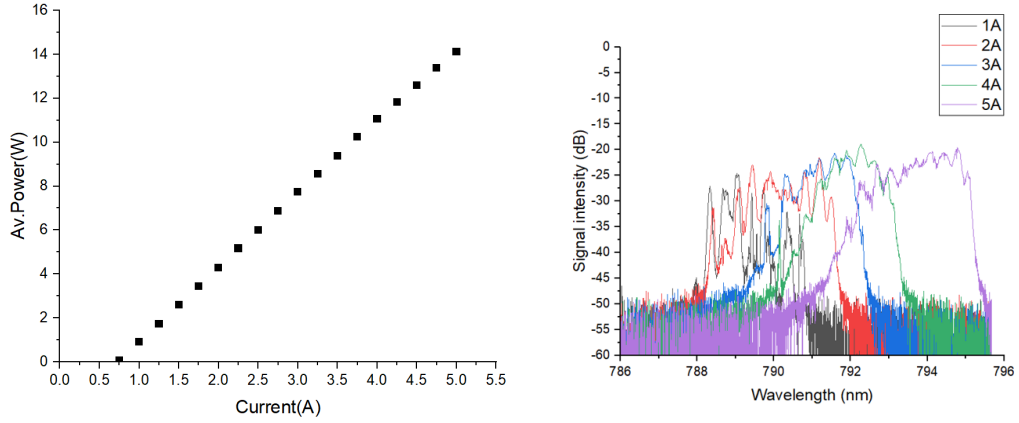 16
14
12
10
8
6
4
2
0
Av.Power(W)
0.0 0.5 1.0 1.5 2.0 2.5 3.0 3.5 4.0 4.5 5.0 5.5
Current(A)
1A
2A
3A
4A
5A
0
-5
-10
-15
-20
-25
-30
-35
-40
-45
-50
-55
-60
Signal intensity (dB)
786 788 790 792 794 796
Wavelength (nm)